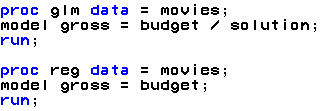 proc glm data = movies;
model gross = budget / solution;
run;
proc reg data = movies;
model gross = budget;
run;